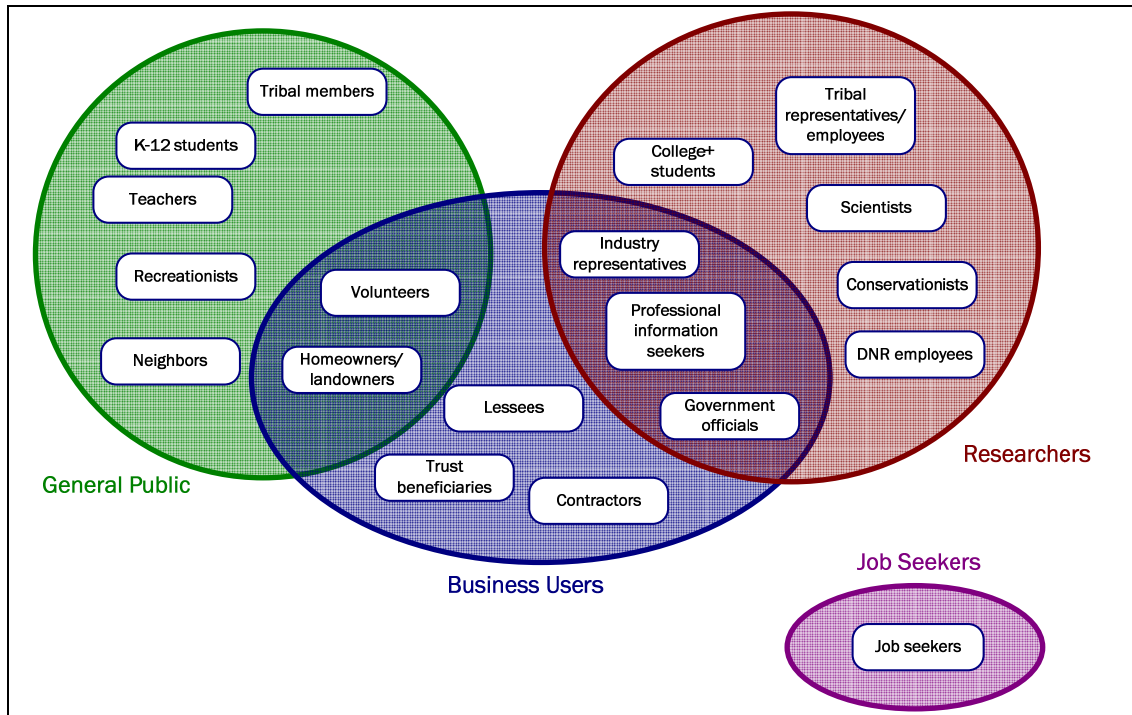 Tribal members
K-12 students
Teachers
Recreationists
Neighbors
Volunteers
Homeowners/
landowners
General Public
Lessees
Trust
beneficiaries
Contractors
Business Users
Industry
representatives
Professional
information
seekers
Government
officials
Tribal
representatives/
employees
College+
students
Scientists
Conservationists
DNR employees
Researchers
Job Seekers
Job seekers